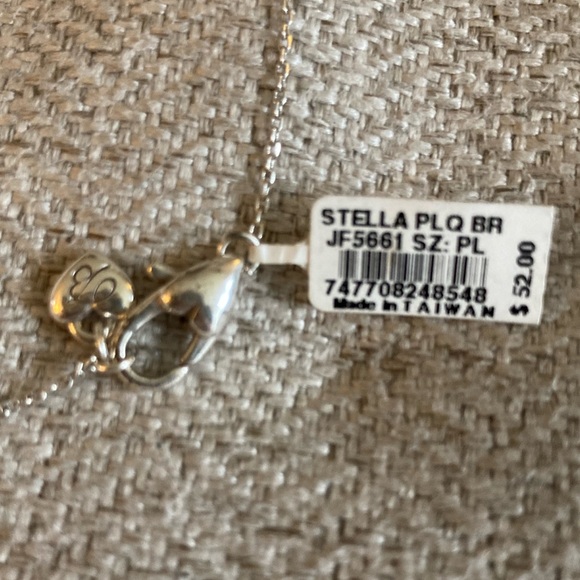 STELLA PLQ BR
JF5661 SZ: PL
747708248548
Made in TAIWAN
$ 52.00